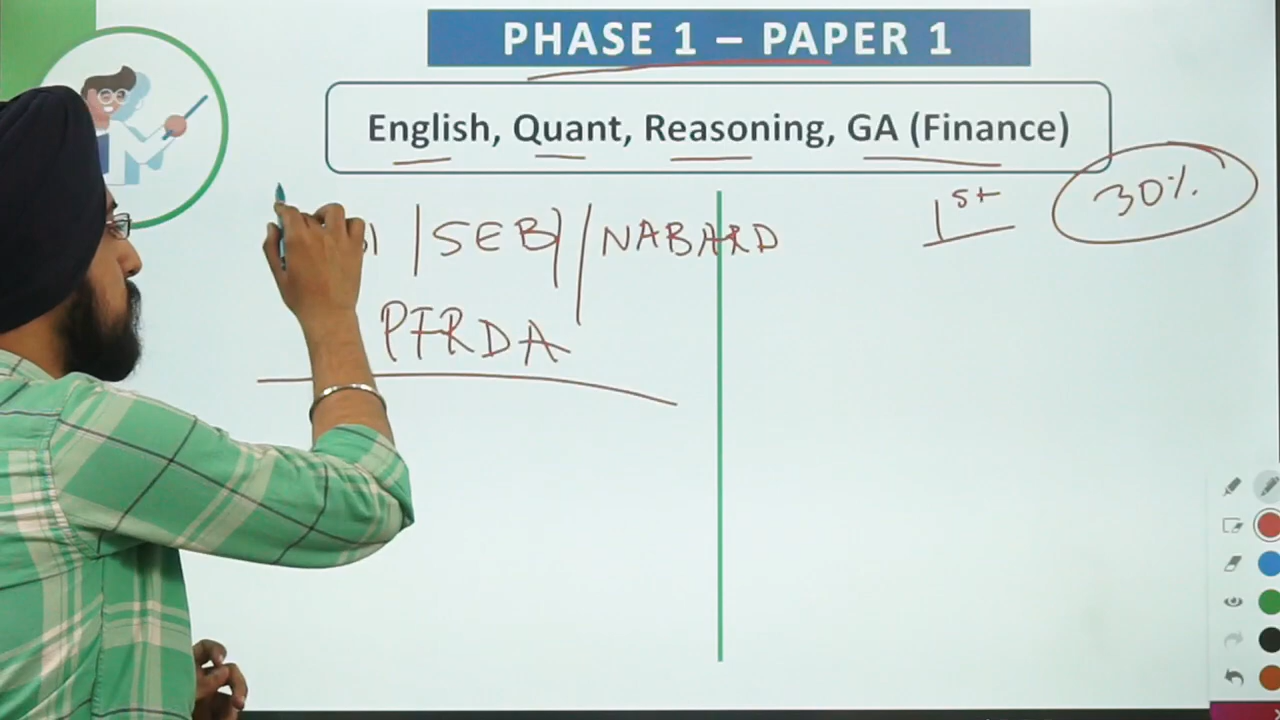 PHASE 1 – PAPER 1
English, Quant, Reasoning, GA (Finance)
1st 30%
| SEBI / NABARD
PFRDA